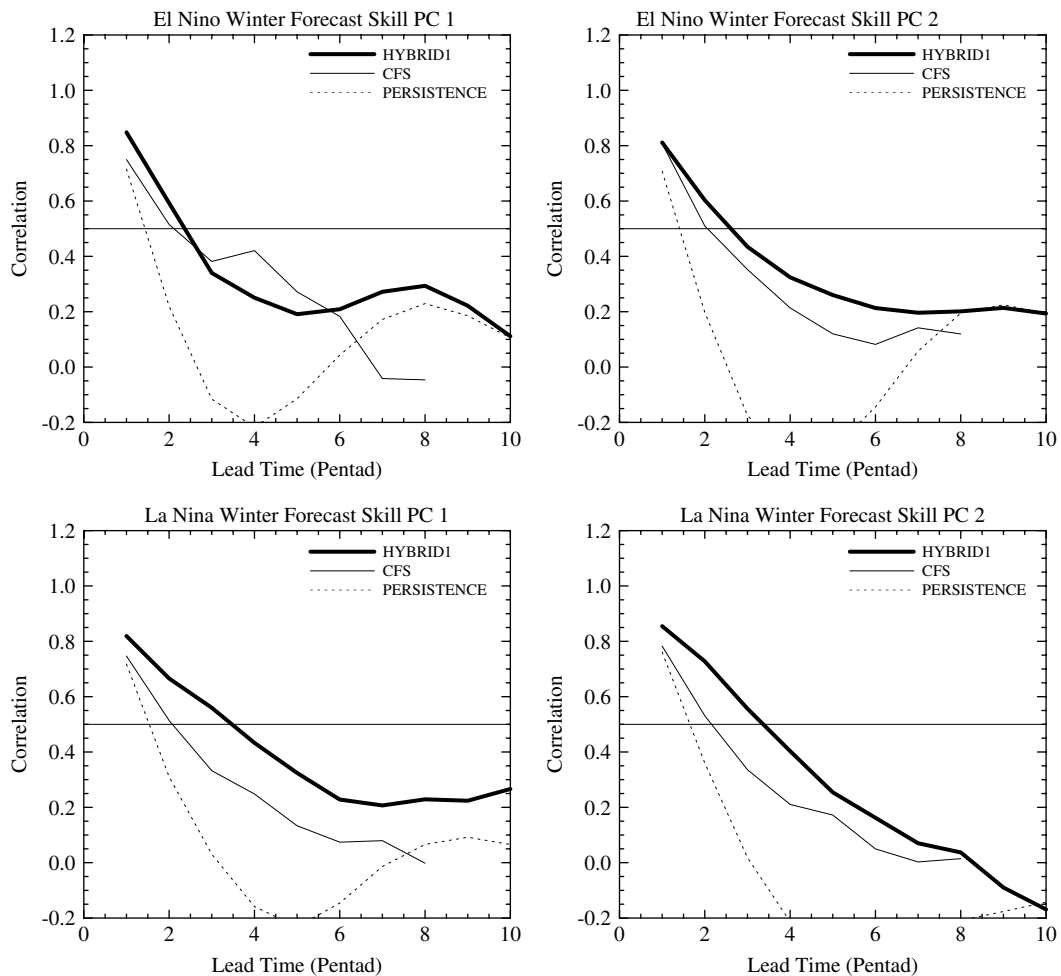 El Nino Winter Forecast Skill PC 1
1.2
1.0
0.8
0.6
0.4
0.2
0.0
-0.2
Correlation
HYBRID1
CFS
PERSISTENCE
0 2 4 6 8 10
Lead Time (Pentad)
El Nino Winter Forecast Skill PC 2
1.2
1.0
0.8
0.6
0.4
0.2
0.0
-0.2
Correlation
HYBRID1
CFS
PERSISTENCE
0 2 4 6 8 10
Lead Time (Pentad)
La Nina Winter Forecast Skill PC 1
1.2
1.0
0.8
0.6
0.4
0.2
0.0
-0.2
Correlation
HYBRID1
CFS
PERSISTENCE
0 2 4 6 8 10
Lead Time (Pentad)
La Nina Winter Forecast Skill PC 2
1.2
1.0
0.8
0.6
0.4
0.2
0.0
-0.2
Correlation
HYBRID1
CFS
PERSISTENCE
0 2 4 6 8 10
Lead Time (Pentad)